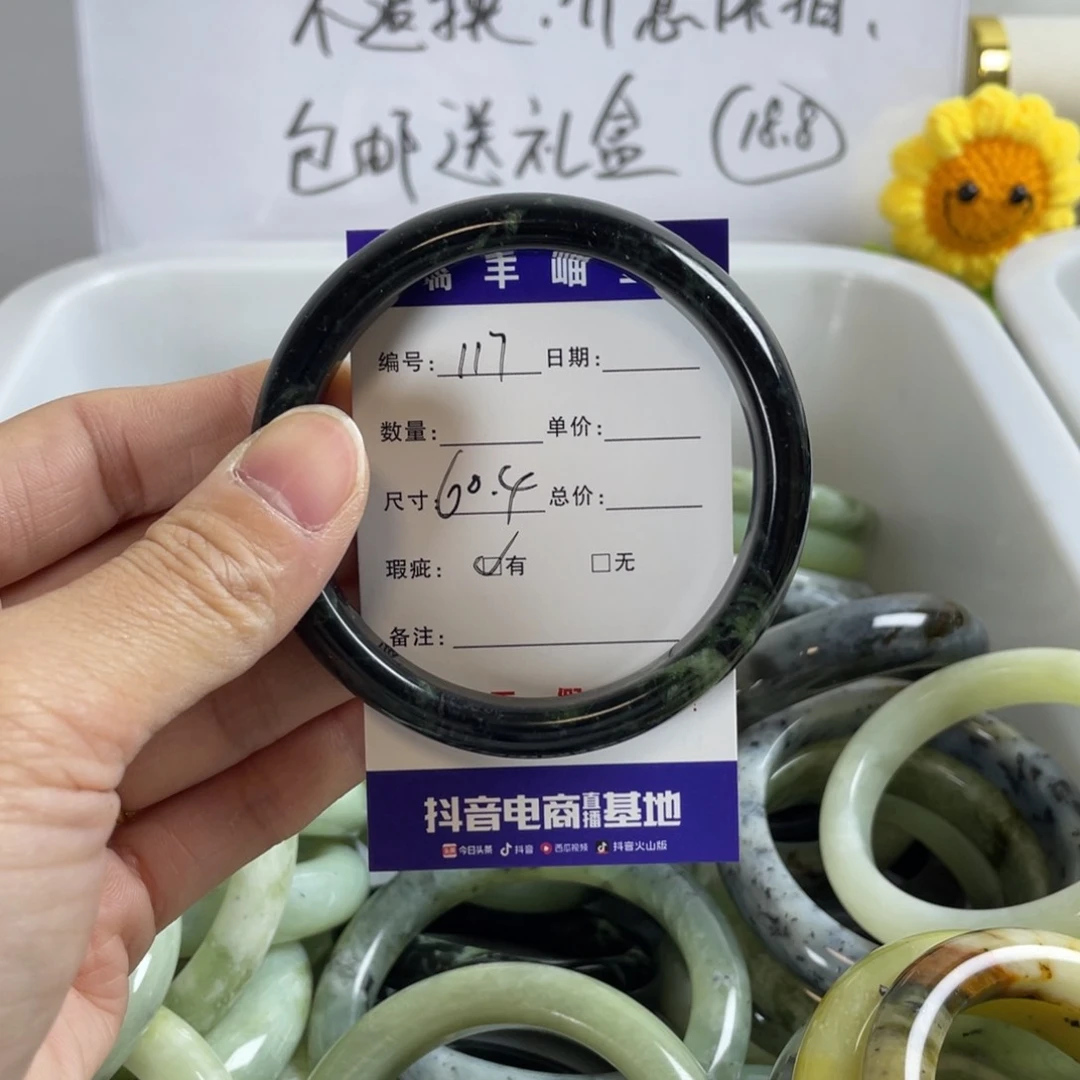 包邮送礼盒 (18.8)
编号: 117 日期:
数量: 单价:
尺寸: 60.4 总价:
瑕疵: ☑有 □无
备注:
抖音电商直播基地
今日头条 抖音 西瓜视频 抖音火山版